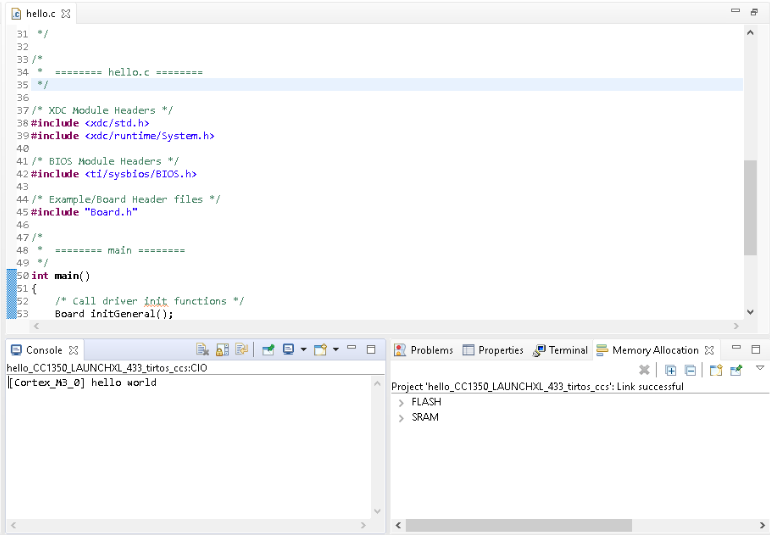 hello.c
31 */
32
33 /*
34 * ======== hello.c ========
35 */
36
37 /* XDC Module Headers */
38 #include <xdc/std.h>
39 #include <xdc/runtime/System.h>
40
41 /* BIOS Module Headers */
42 #include <ti/sysbios/BIOS.h>
43
44 /* Example/Board Header files */
45 #include "Board.h"
46
47 /*
48 * ======== main ========
49 */
50 int main()
51 {
52 /* Call driver init functions */
53 Board initGeneral();
Console
hello_CC1350_LAUNCHXL_433_tirtos_ccs:CIO
[Cortex_M3_0] hello world
Problems Properties Terminal Memory Allocation
Project 'hello_CC1350_LAUNCHXL_433_tirtos_ccs': Link successful
FLASH
SRAM